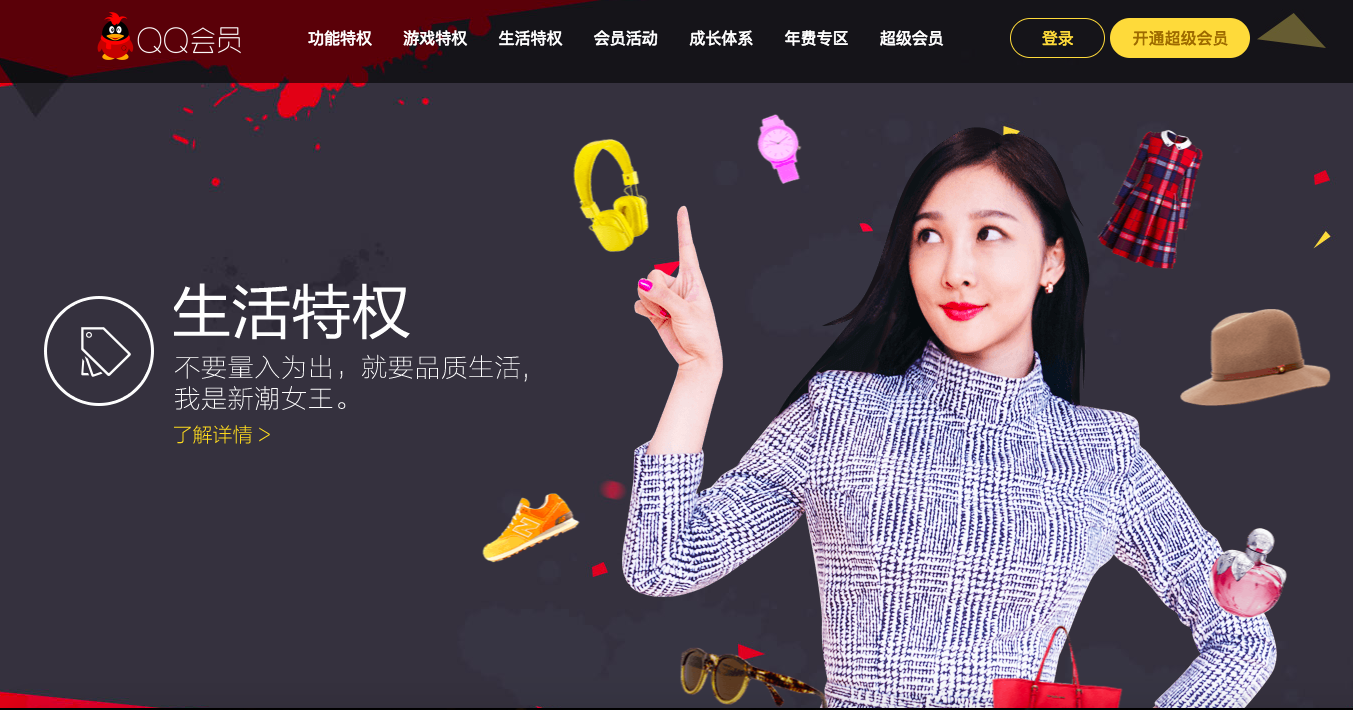 QQ会员
功能特权 游戏特权 生活特权 会员活动 成长体系 年费专区 超级会员
登录 开通超级会员
生活特权
不要量入为出，就要品质生活，
我是新潮女王。
了解详情 >
N